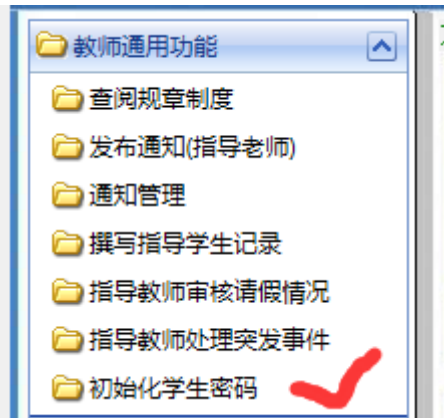 教师通用功能
查阅规章制度
发布通知(指导老师)
通知管理
撰写指导学生记录
指导教师审核请假情况
指导教师处理突发事件
初始化学生密码